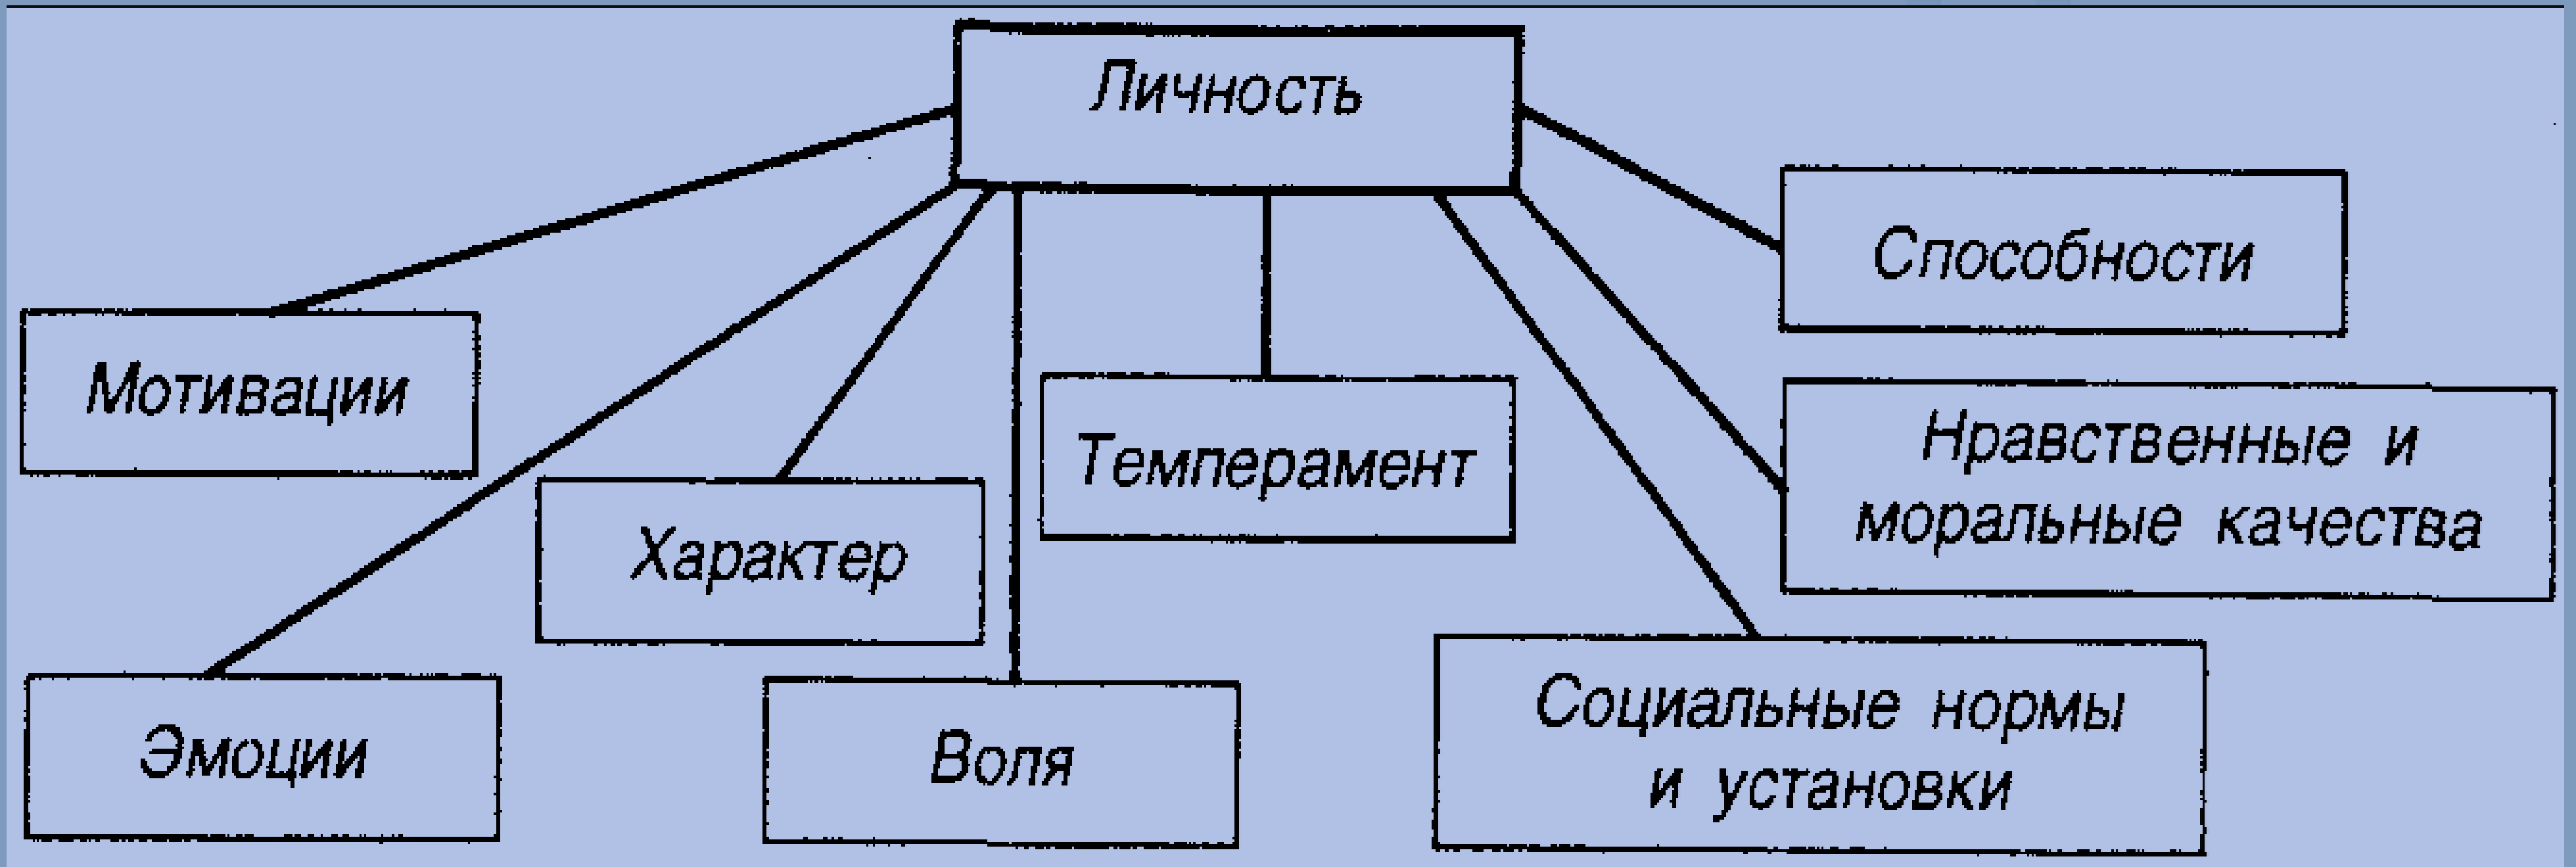 Личность
Способности
Мотивации
Темперамент
Нравственные и
моральные качества
Характер
Эмоции
Воля
Социальные нормы
и установки